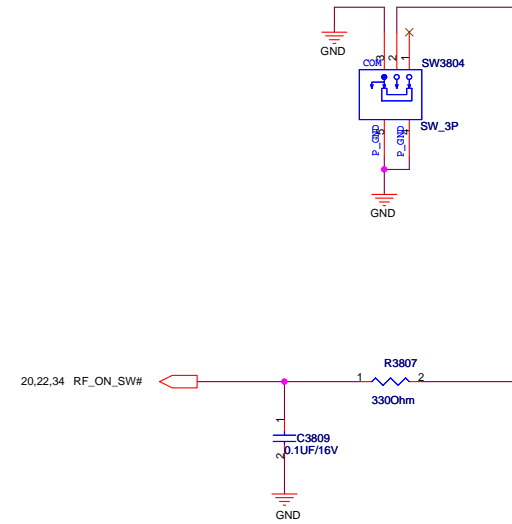 GND
3
2
1
COM
SW3804
SW_3P
P_GND
5
P_GND
4
GND
R3807
1
2
20,22,34 RF_ON_SW#
330Ohm
1
C3809
0.1UF/16V
2
GND